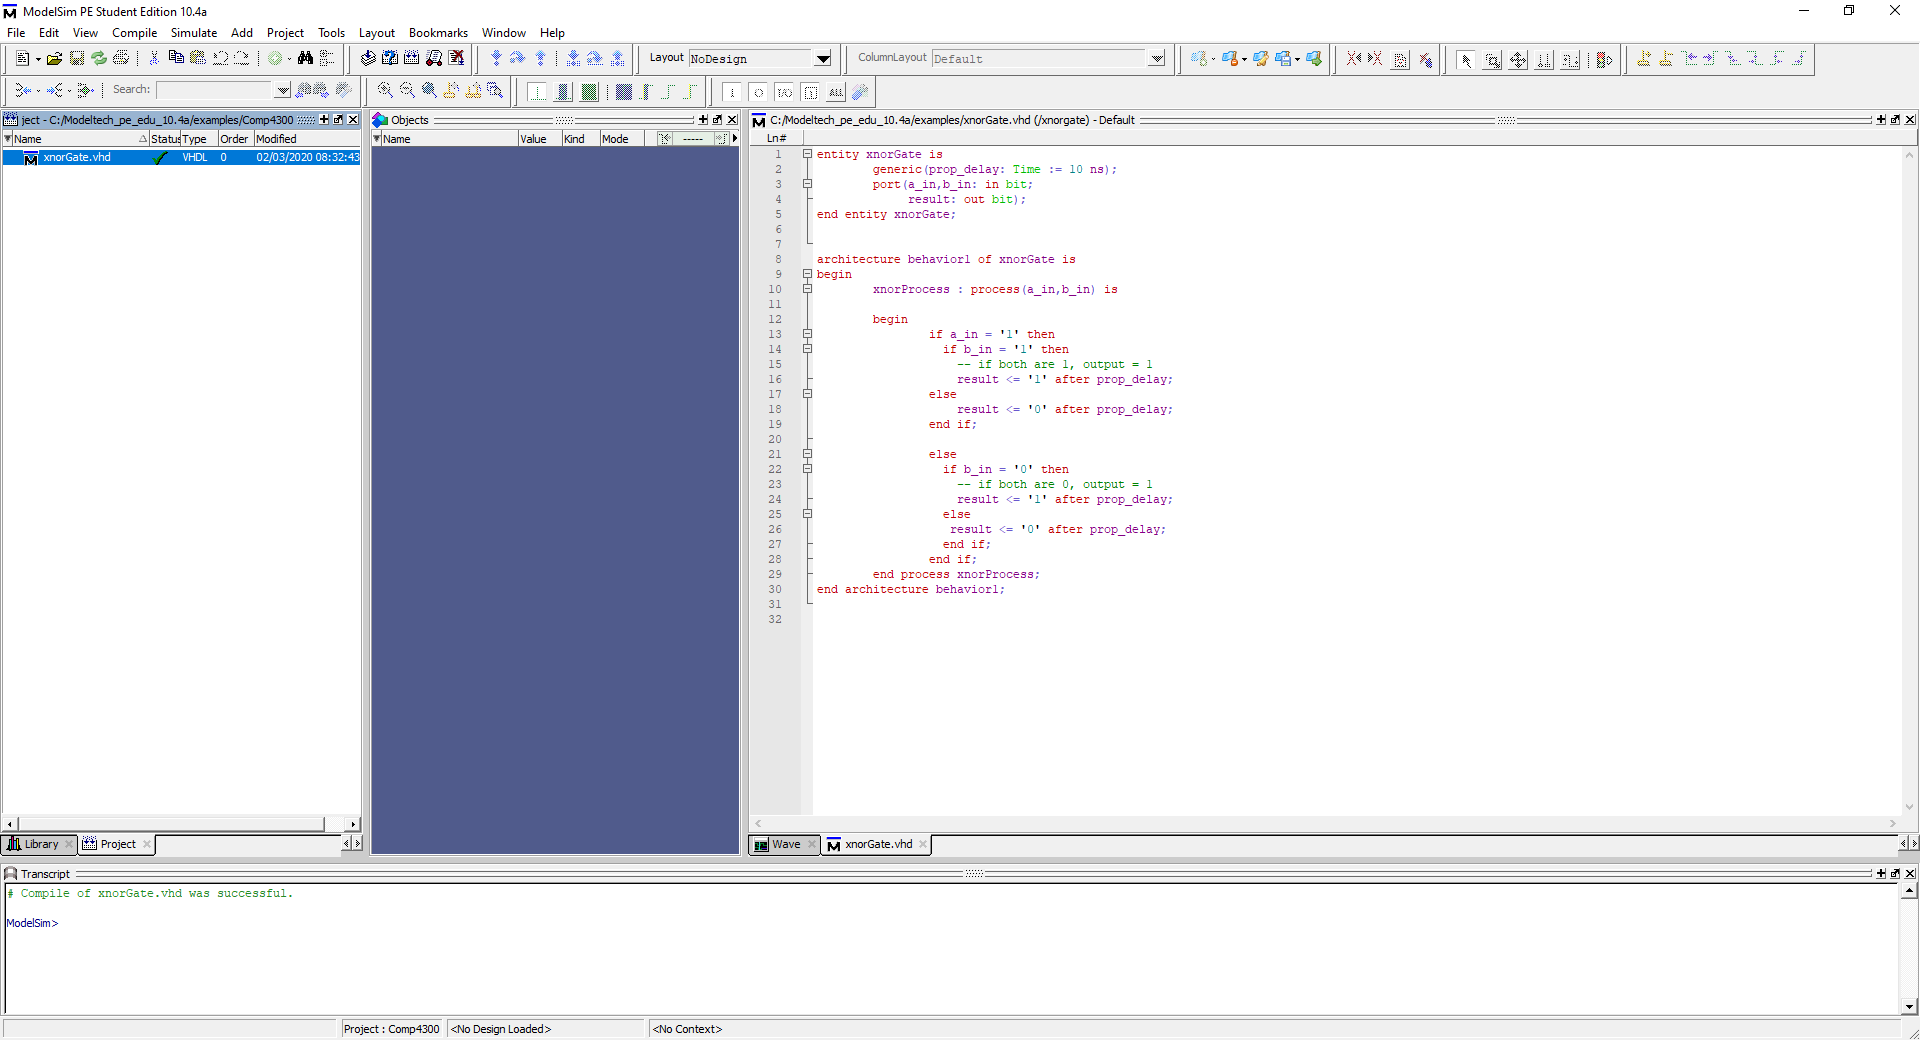 ModelSim PE Student Edition 10.4a
File Edit View Compile Simulate Add Project Tools Layout Bookmarks Window Help
Layout NoDesign
ColumnLayout Default
Search:
ject - C:/Modeltech_pe_edu_10.4a/examples/Comp4300
Name Status Type Order Modified
xnorGate.vhd VHDL 0 02/03/2020 08:32:43
Library Project
Objects
Name Value Kind Mode
C:/Modeltech_pe_edu_10.4a/examples/xnorGate.vhd (/xnorgate) - Default
Ln#
1 entity xnorGate is
2 generic(prop_delay: Time := 10 ns);
3 port(a_in,b_in: in bit;
4 result: out bit);
5 end entity xnorGate;
6
7
8 architecture behavior1 of xnorGate is
9 begin
10 xnorProcess : process(a_in,b_in) is
11
12 begin
13 if a_in = '1' then
14 if b_in = '1' then
15 -- if both are 1, output = 1
16 result <= '1' after prop_delay;
17 else
18 result <= '0' after prop_delay;
19 end if;
20
21 else
22 if b_in = '0' then
23 -- if both are 0, output = 1
24 result <= '1' after prop_delay;
25 else
26 result <= '0' after prop_delay;
27 end if;
28 end if;
29 end process xnorProcess;
30 end architecture behavior1;
31
32
Wave xnorGate.vhd
Transcript
# Compile of xnorGate.vhd was successful.
ModelSim>
Project : Comp4300 <No Design Loaded> <No Context>